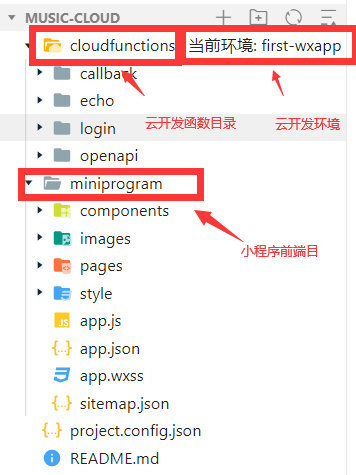 MUSIC-CLOUD
cloudfunctions 当前环境: first-wxapp
callback
echo
云开发函数目录 云开发环境
login
openapi
miniprogram
components
images
小程序前端目
pages
style
JS app.js
{..} app.json
app.wxss
{..} sitemap.json
{..} project.config.json
README.md